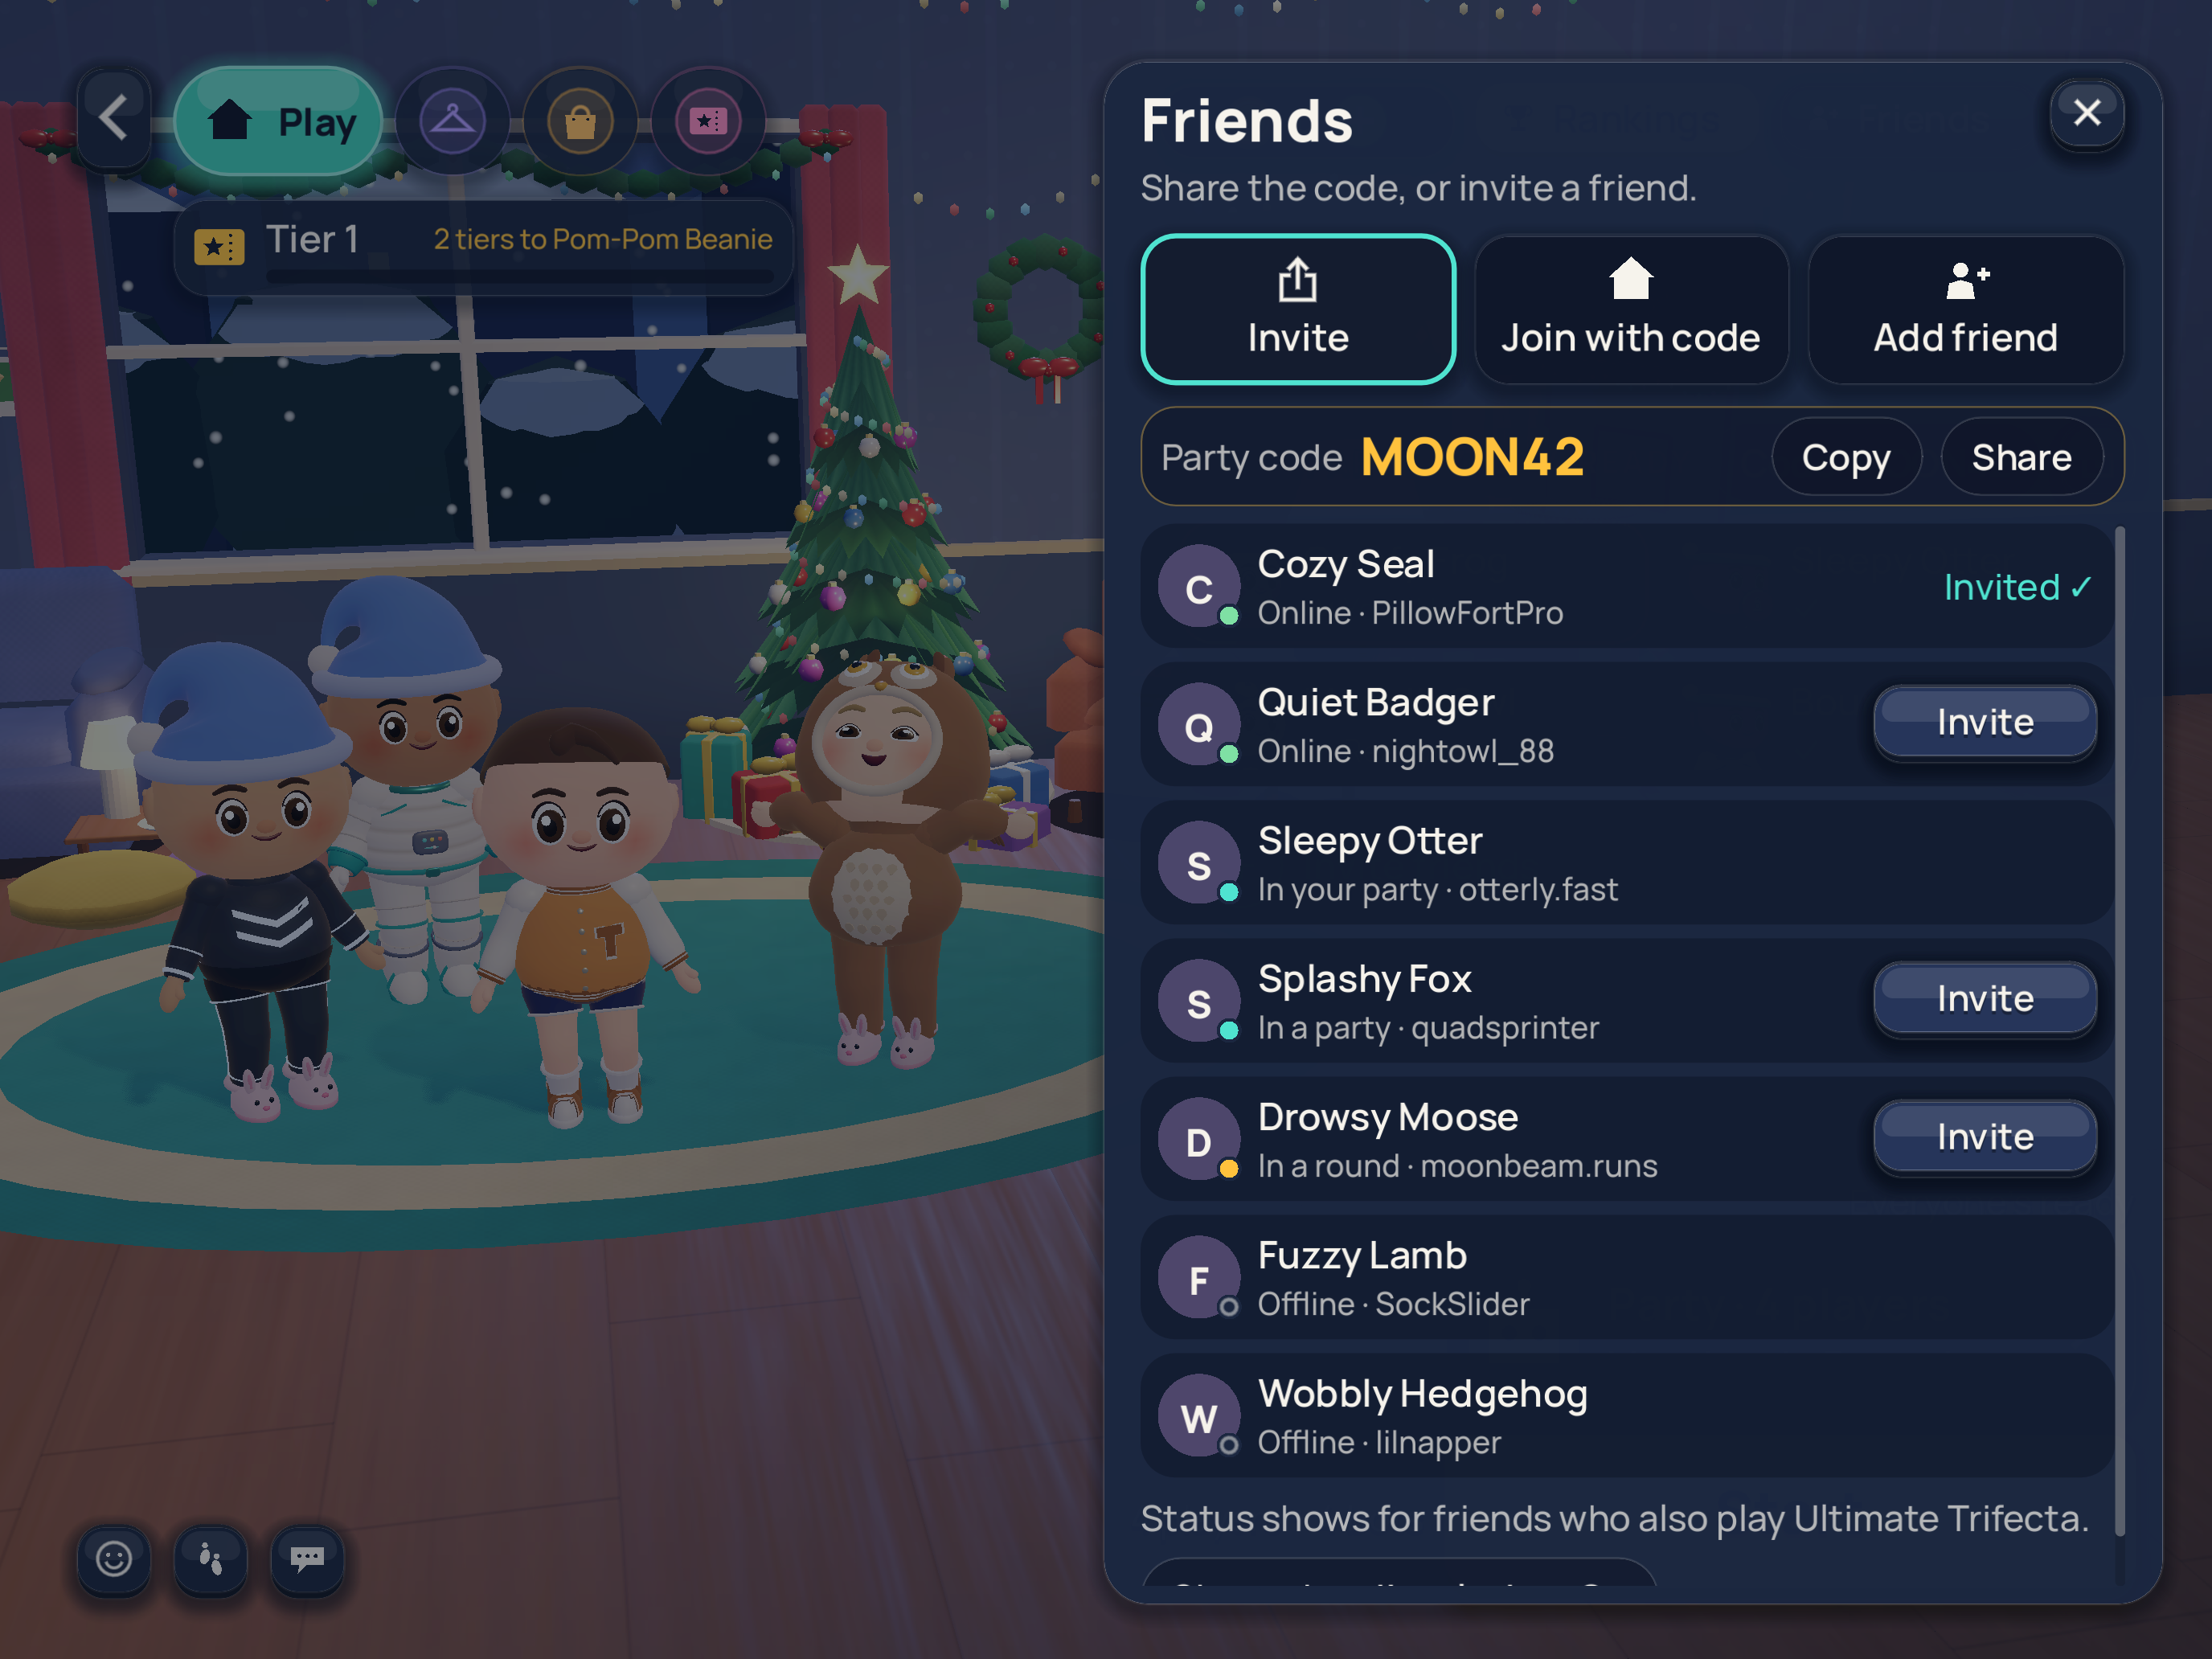 Play
Tier 1
2 tiers to Pom-Pom Beanie
T
Friends
Share the code, or invite a friend.
Invite
Join with code
Add friend
Party code MOON42
Copy
Share
C
Cozy Seal
Online · PillowFortPro
Invited ✓
Q
Quiet Badger
Online · nightowl_88
Invite
S
Sleepy Otter
In your party · otterly.fast
S
Splashy Fox
In a party · quadsprinter
Invite
D
Drowsy Moose
In a round · moonbeam.runs
Invite
F
Fuzzy Lamb
Offline · SockSlider
W
Wobbly Hedgehog
Offline · lilnapper
Status shows for friends who also play Ultimate Trifecta.